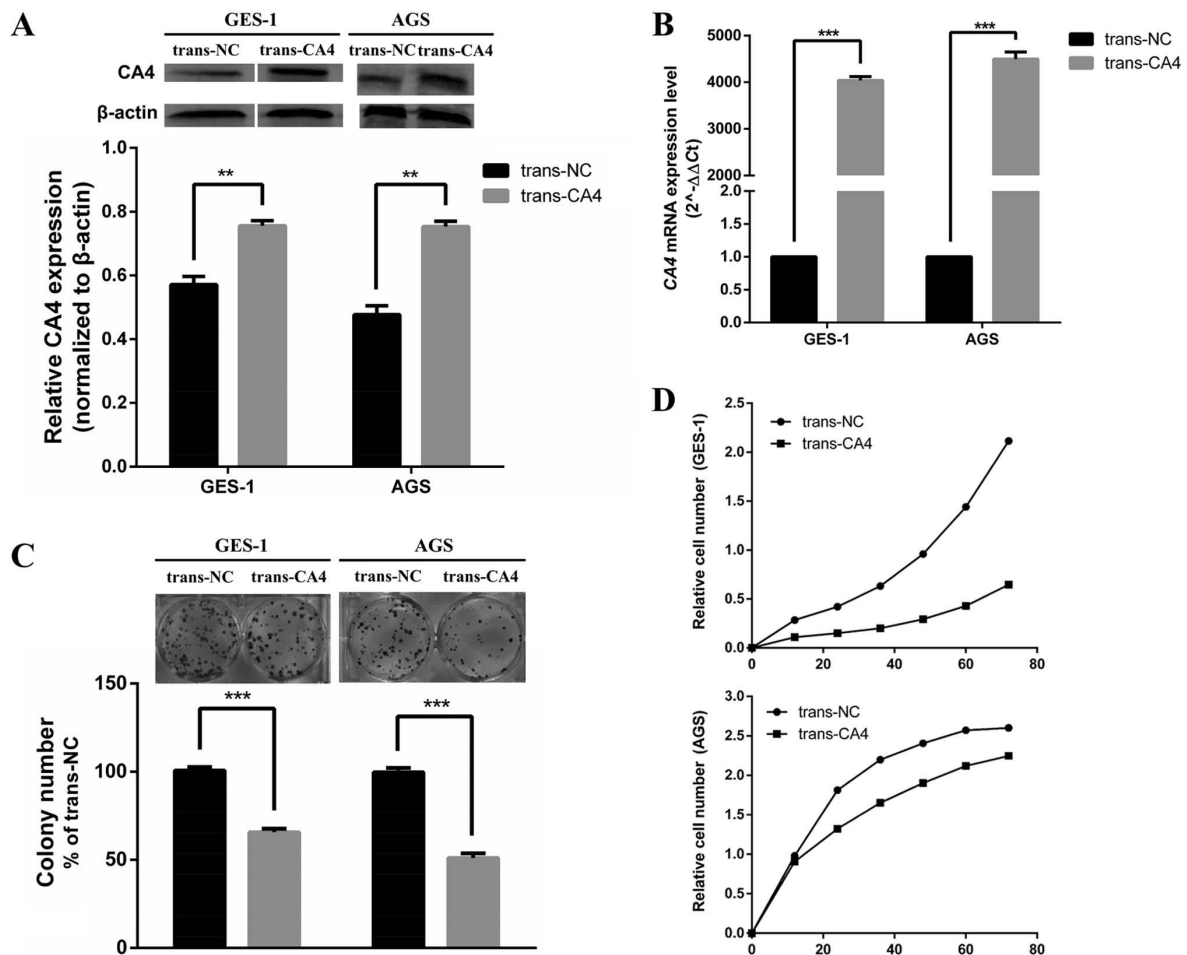 A
GES-1
AGS
trans-NC
trans-CA4
trans-NC
trans-CA4
CA4
β-actin
Relative CA4 expression
(normalized to β-actin)
1.0
0.8
0.6
0.4
0.2
0.0
**
**
trans-NC
trans-CA4
GES-1
AGS
B
CA4 mRNA expression level
(2^-ΔΔCt)
5000
4000
3000
2000
2.0
1.5
1.0
0.5
0.0
***
***
trans-NC
trans-CA4
GES-1
AGS
C
GES-1
AGS
trans-NC
trans-CA4
trans-NC
trans-CA4
Colony number
% of trans-NC
150
100
50
0
***
***
D
Relative cell number (GES-1)
2.5
2.0
1.5
1.0
0.5
0.0
trans-NC
trans-CA4
0
20
40
60
80
Relative cell number (AGS)
3.0
2.5
2.0
1.5
1.0
0.5
0.0
trans-NC
trans-CA4
0
20
40
60
80